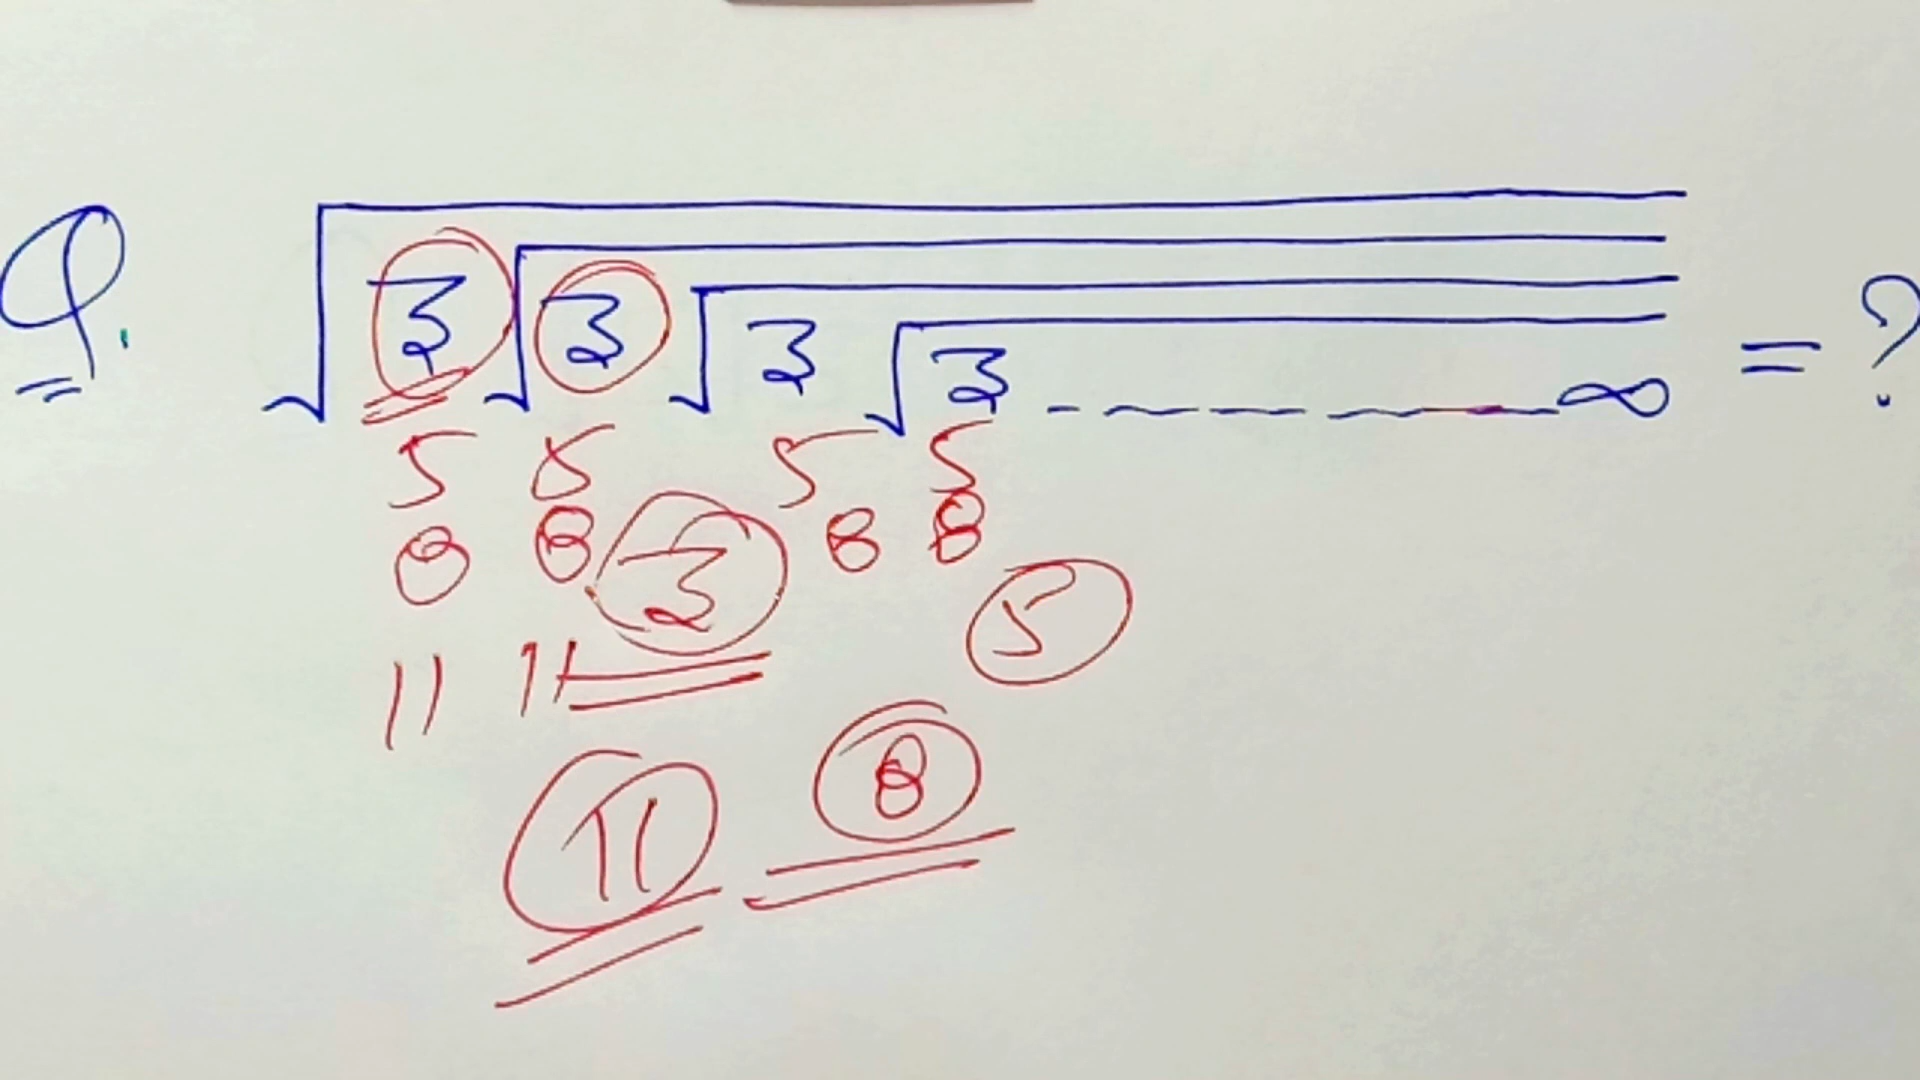 Q. √3√3√3√3 ------∞ = ?
5 5 5 5
8 8 3 8 8
5
11 11
8
11